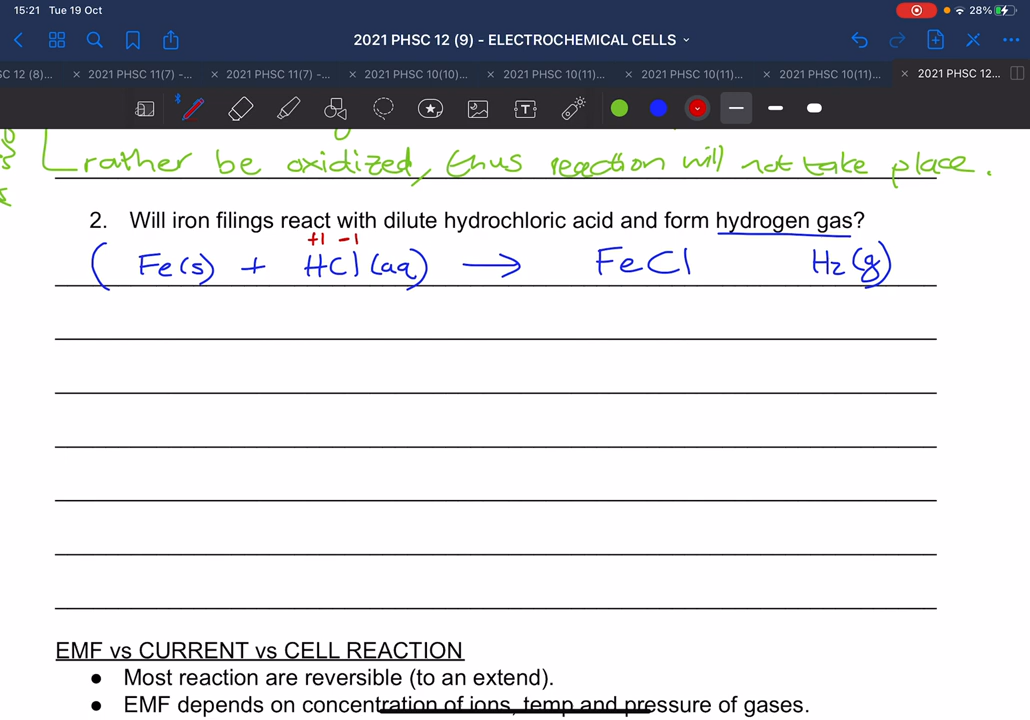 15:21 Tue 19 Oct
28%
2021 PHSC 12 (9) - ELECTROCHEMICAL CELLS
SC 12 (8)... × 2021 PHSC 11(7) -... × 2021 PHSC 11(7) -... × 2021 PHSC 10(10)... × 2021 PHSC 10(11)... × 2021 PHSC 10(11)... × 2021 PHSC 10(11)... × 2021 PHSC 12...
rather be oxidized, thus reaction will not take place.
2. Will iron filings react with dilute hydrochloric acid and form hydrogen gas?
+1 -1
( Fe(s) + HCl(aq) → FeCl H2(g)
EMF vs CURRENT vs CELL REACTION
● Most reaction are reversible (to an extend).
● EMF depends on concentration of ions, temp and pressure of gases.